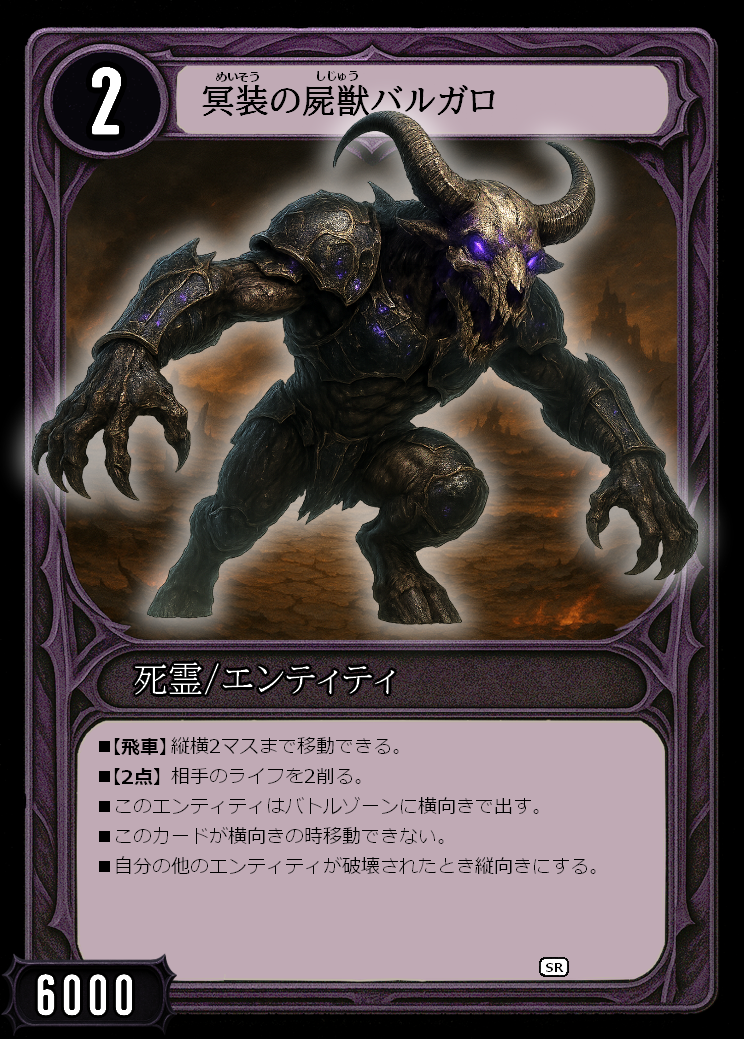 2
めいそう しじゅう
冥装の屍獣バルガロ
死霊/エンティティ
■【飛車】縦横2マスまで移動できる。
■【2点】 相手のライフを2削る。
■このエンティティはバトルゾーンに横向きで出す。
■このカードが横向きの時移動できない。
■自分の他のエンティティが破壊されたとき縦向きにする。
SR
6000